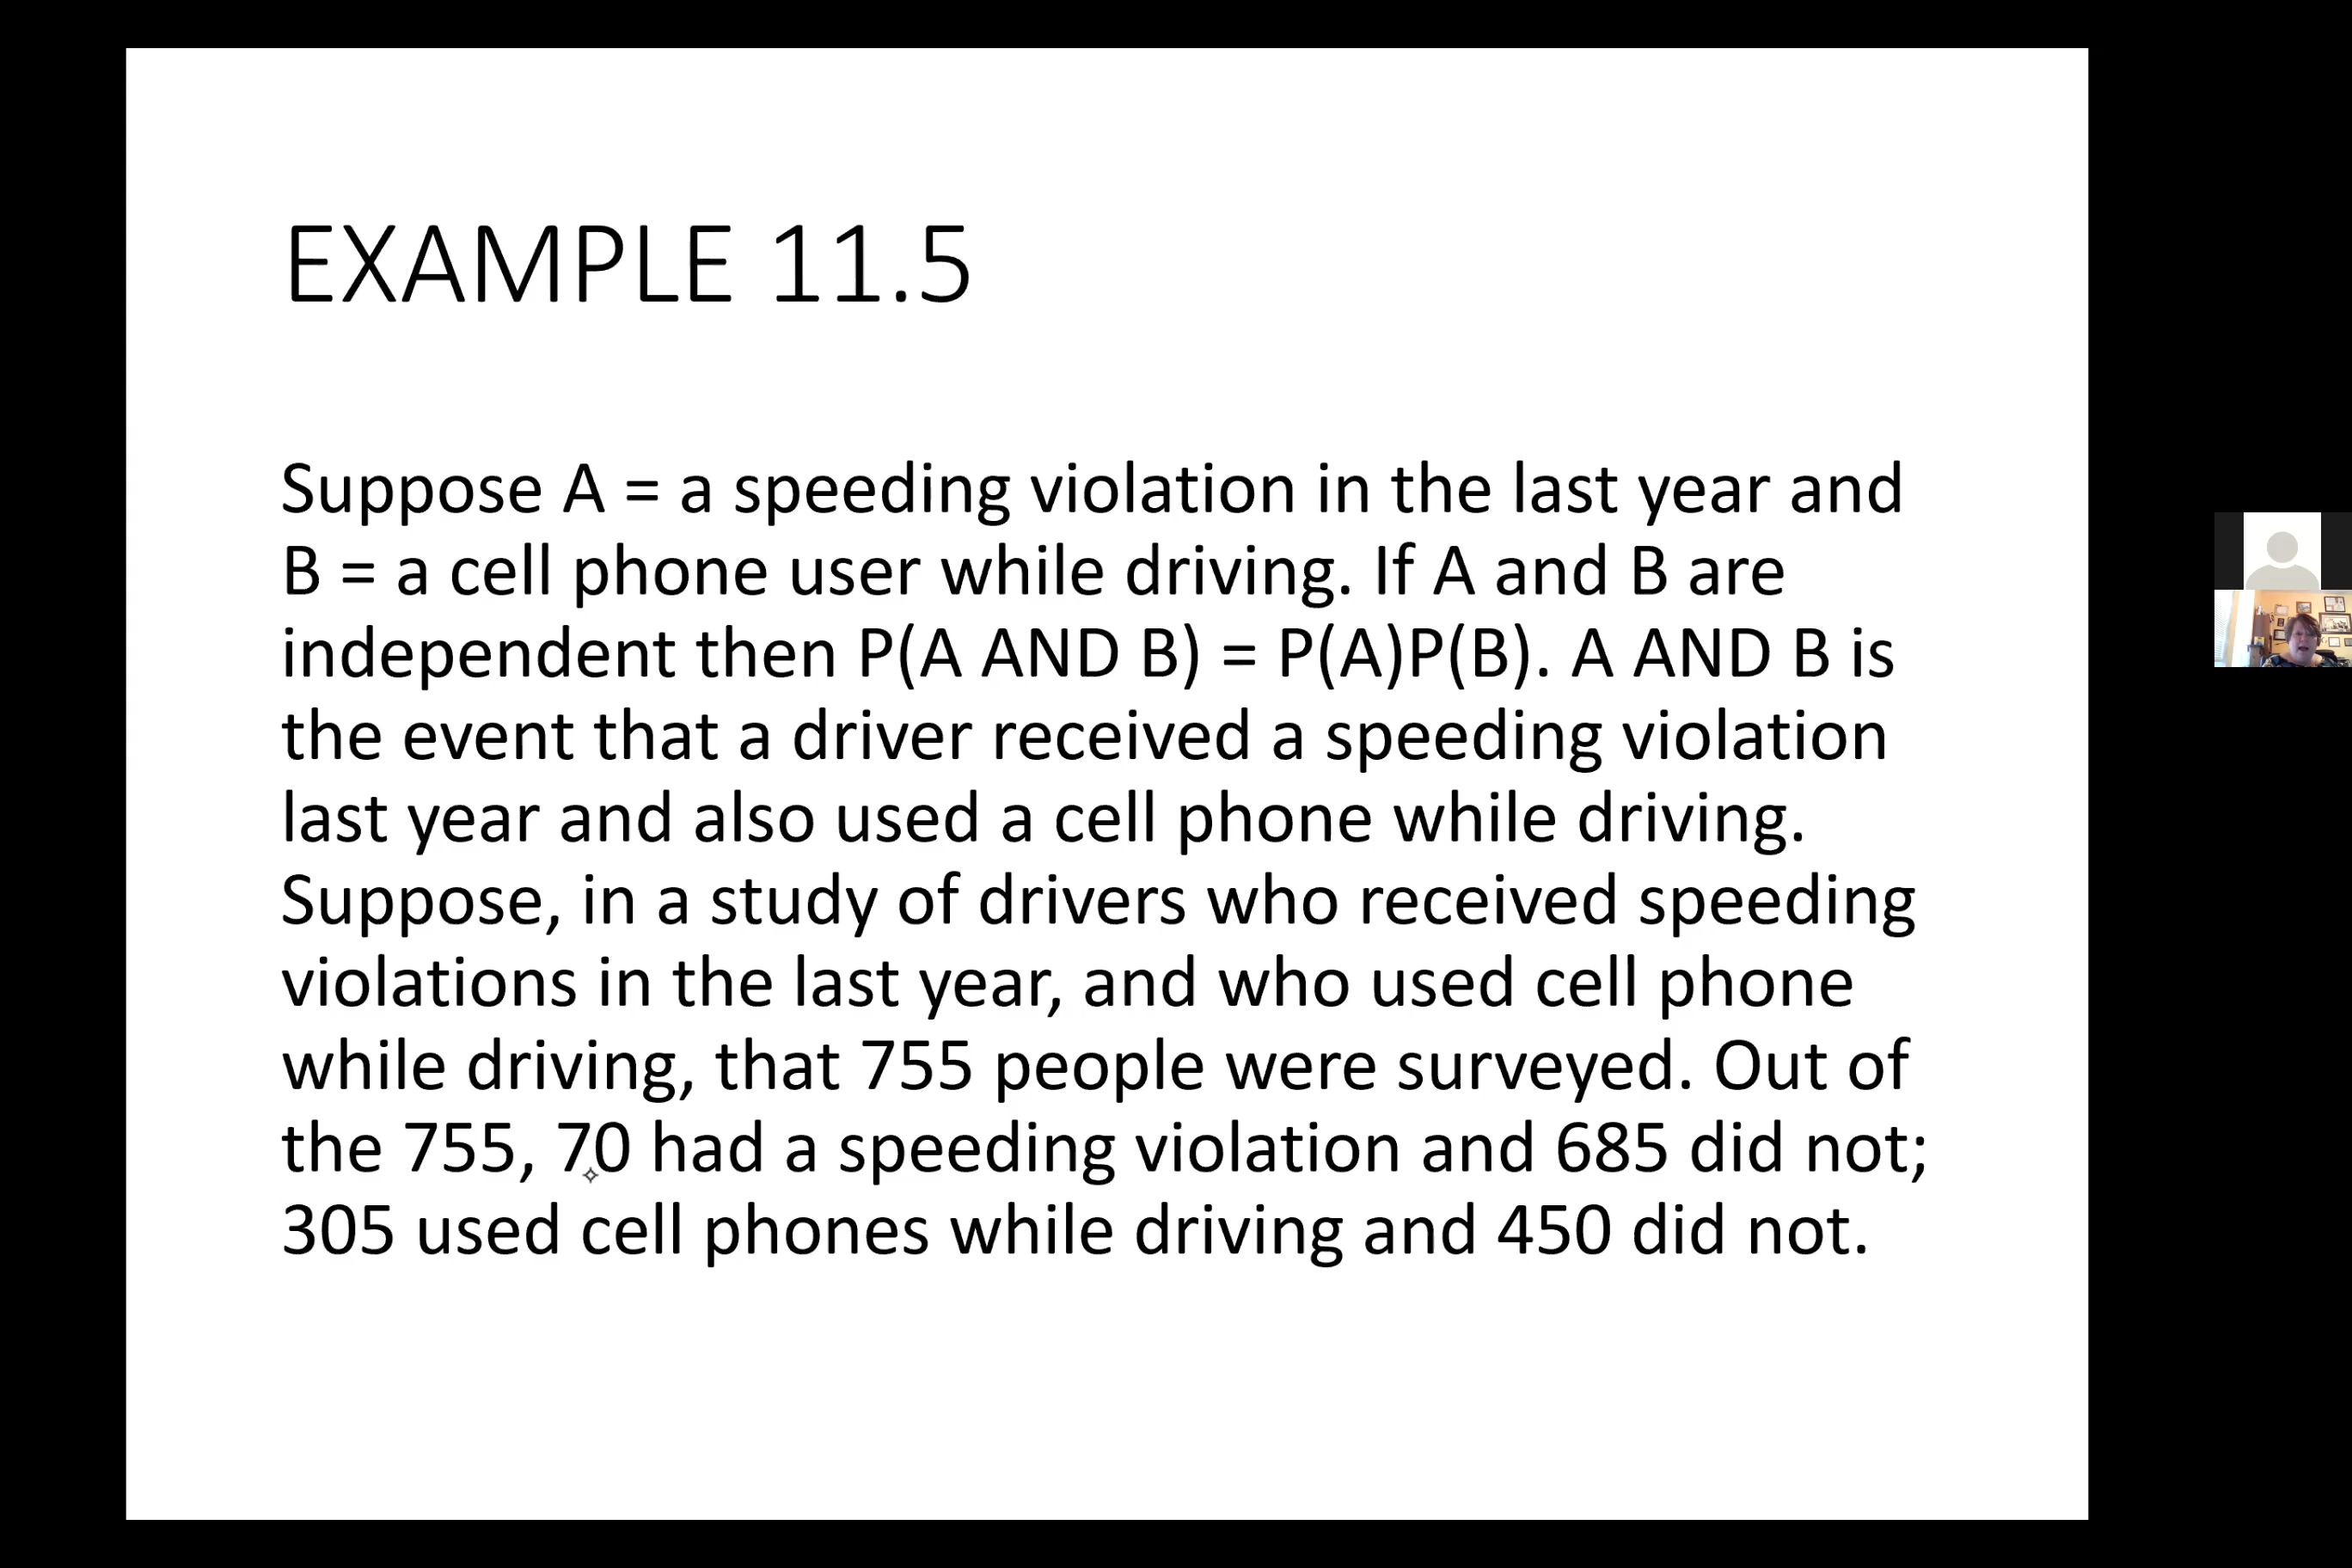 EXAMPLE 11.5
Suppose A = a speeding violation in the last year and
B = a cell phone user while driving. If A and B are
independent then P(A AND B) = P(A)P(B). A AND B is
the event that a driver received a speeding violation
last year and also used a cell phone while driving.
Suppose, in a study of drivers who received speeding
violations in the last year, and who used cell phone
while driving, that 755 people were surveyed. Out of
the 755, 70 had a speeding violation and 685 did not;
305 used cell phones while driving and 450 did not.